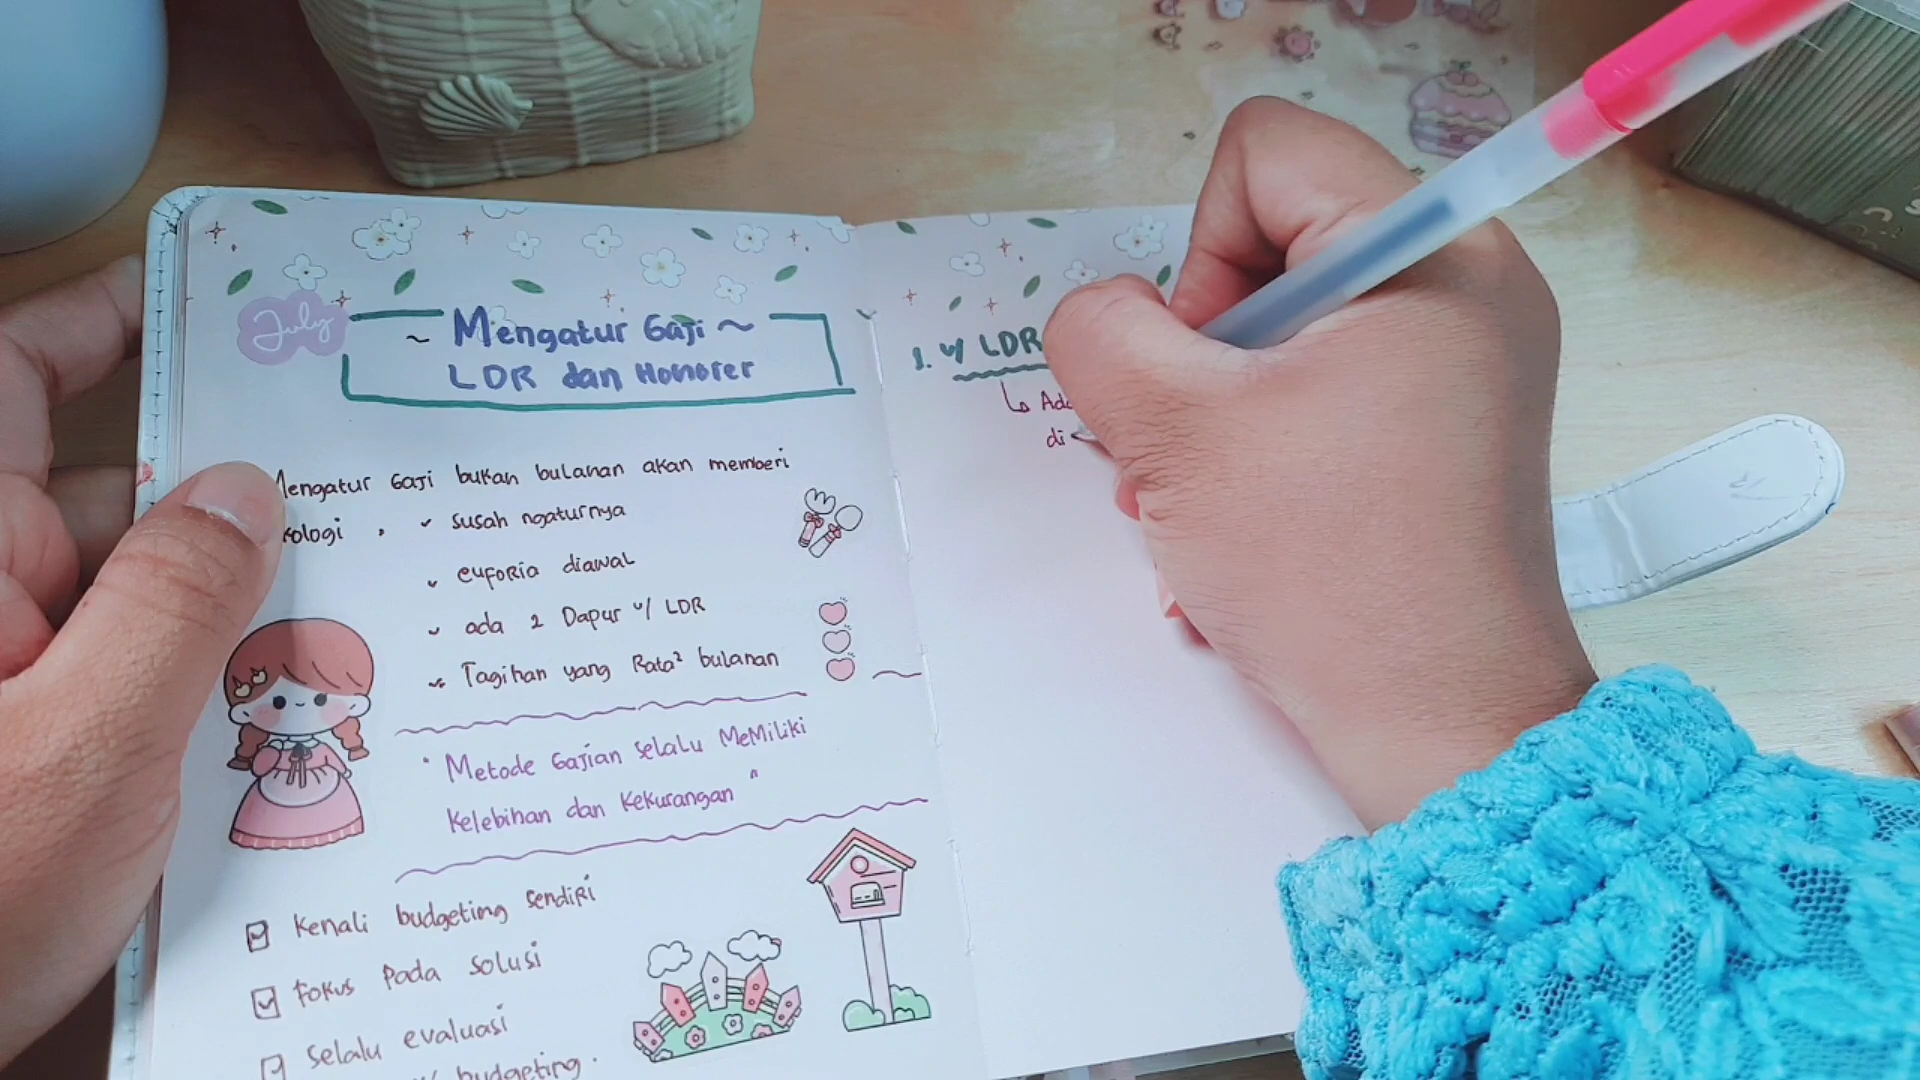 July
~ Mengatur Gaji ~
LDR dan Honorer
Mengatur Gaji bukan bulanan akan memberi
✓ susah ngaturnya
✓ euforia diawal
✓ ada 2 Dapur u/ LDR
✓ Tagihan yang Rata² bulanan
" Metode Gajian selalu MeMiliki
kelebihan dan kekurangan "
☑ kenali budgeting sendiri
☑ fokus pada solusi
☑ selalu evaluasi
budgeting.
1. u/ LDR
↳
di